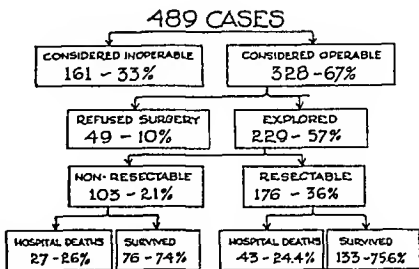 489 CASES
CONSIDERED INOPERABLE
161 – 33%
CONSIDERED OPERABLE
328 – 67%
REFUSED SURGERY
49 – 10%
EXPLORED
229 – 57%
NON-RESECTABLE
103 – 21%
RESECTABLE
176 – 36%
HOSPITAL DEATHS
27 – 26%
SURVIVED
76 – 74%
HOSPITAL DEATHS
43 – 24.4%
SURVIVED
133 – 75.6%